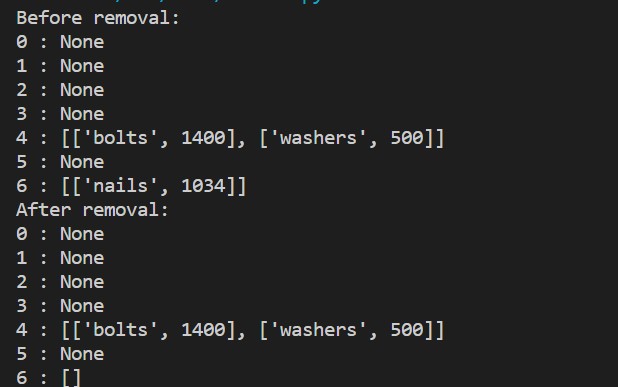 Before removal:
0 : None
1 : None
2 : None
3 : None
4 : [['bolts', 1400], ['washers', 500]]
5 : None
6 : [['nails', 1034]]
After removal:
0 : None
1 : None
2 : None
3 : None
4 : [['bolts', 1400], ['washers', 500]]
5 : None
6 : []